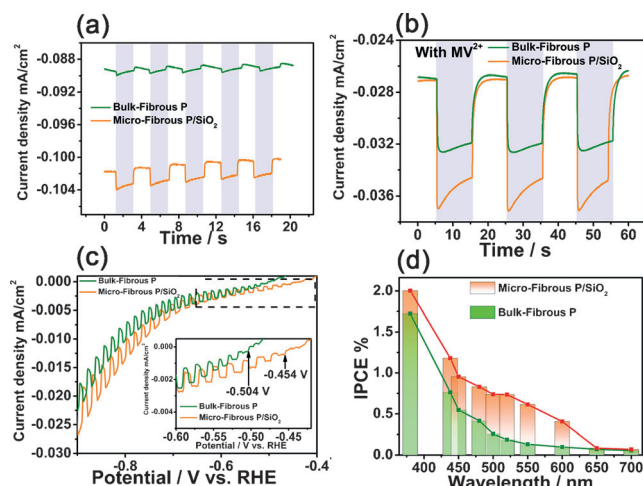 (a)
-0.088
-0.092
-0.096
-0.100
-0.104
Current density mA/cm²
Bulk-Fibrous P
Micro-Fibrous P/SiO₂
0 4 8 12 16 20
Time / s
(b)
-0.024
-0.028
-0.032
-0.036
Current density mA/cm²
With MV²⁺
Bulk-Fibrous P
Micro-Fibrous P/SiO₂
0 10 20 30 40 50 60
Time / s
(c)
0.000
-0.005
-0.010
-0.015
-0.020
-0.025
-0.030
Current density mA/cm²
Bulk-Fibrous P
Micro-Fibrous P/SiO₂
0.000
-0.002
-0.004
Current density mA/cm²
-0.504 V
-0.454 V
Bulk-Fibrous P
Micro-Fibrous P/SiO₂
-0.60 -0.55 -0.50 -0.45
Potential / V vs. RHE
-0.8 -0.6 -0.4
Potential / V vs. RHE
(d)
2.0
1.5
1.0
0.5
0.0
IPCE %
Micro-Fibrous P/SiO₂
Bulk-Fibrous P
400 450 500 550 600 650 700
Wavelength / nm